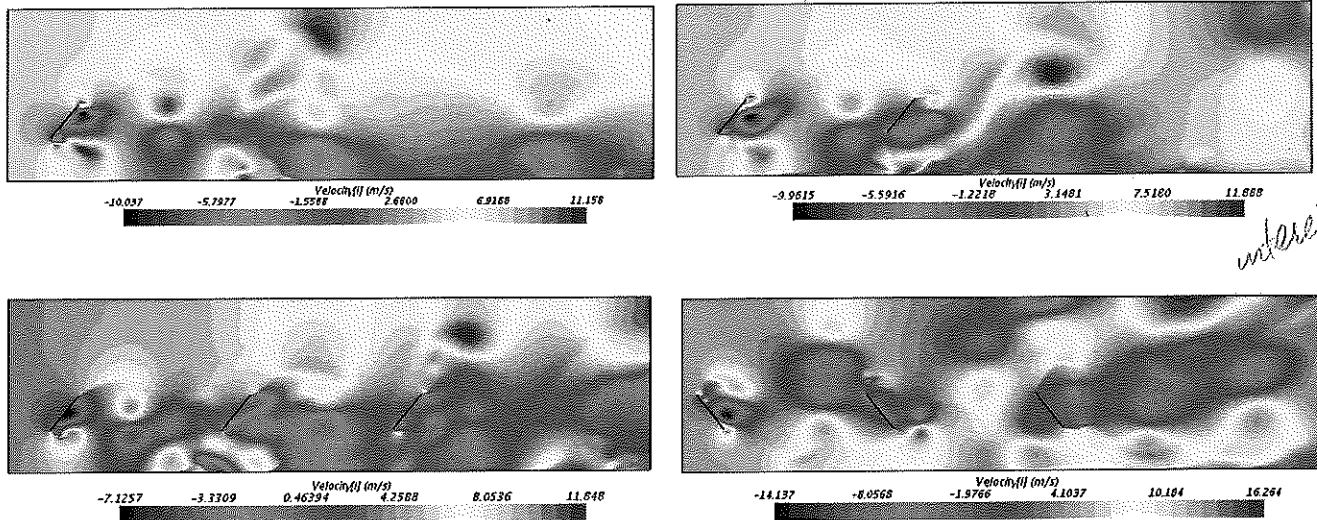 Velocity[i] (m/s)
-10.037 -5.7977 -1.5588 2.6800 6.9188 11.158
Velocity[i] (m/s)
-9.9615 -5.5916 -1.2218 3.1481 7.5180 11.888
Velocity[i] (m/s)
-7.1257 -3.3309 0.46394 4.2588 8.0536 11.848
Velocity[i] (m/s)
-14.137 -8.0568 -1.9766 4.1037 10.184 16.264